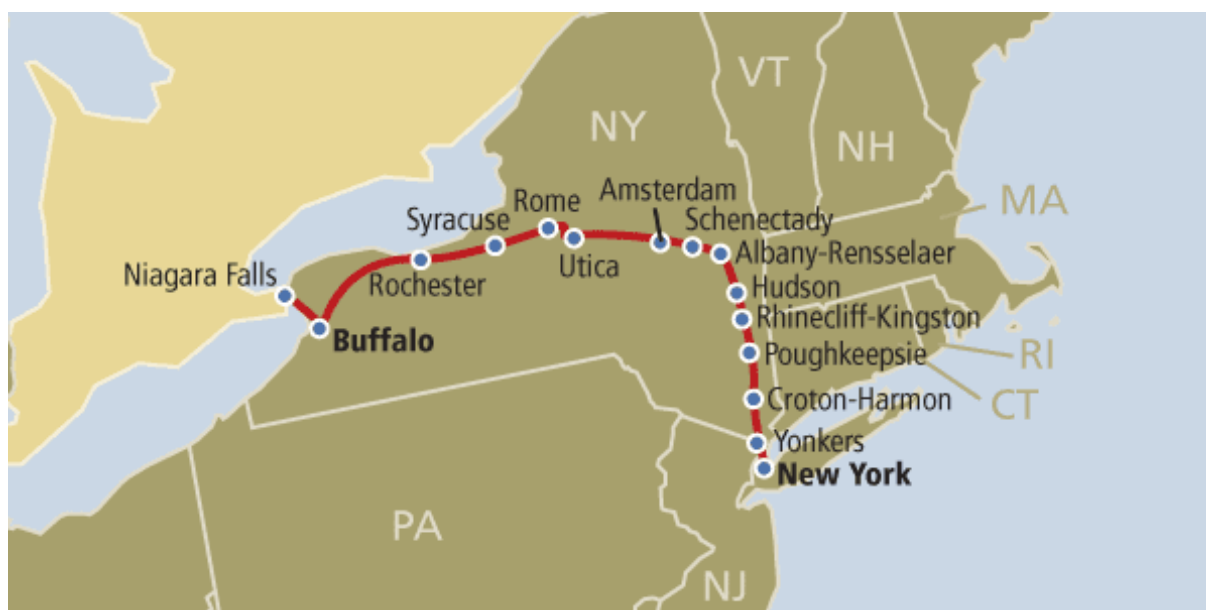 VT
NY
NH
Amsterdam
Rome
MA
Syracuse
Schenectady
Utica
Albany-Rensselaer
Niagara Falls
Rochester
Hudson
Rhinecliff-Kingston
Buffalo
Poughkeepsie
RI
Croton-Harmon
CT
Yonkers
New York
PA
NJ